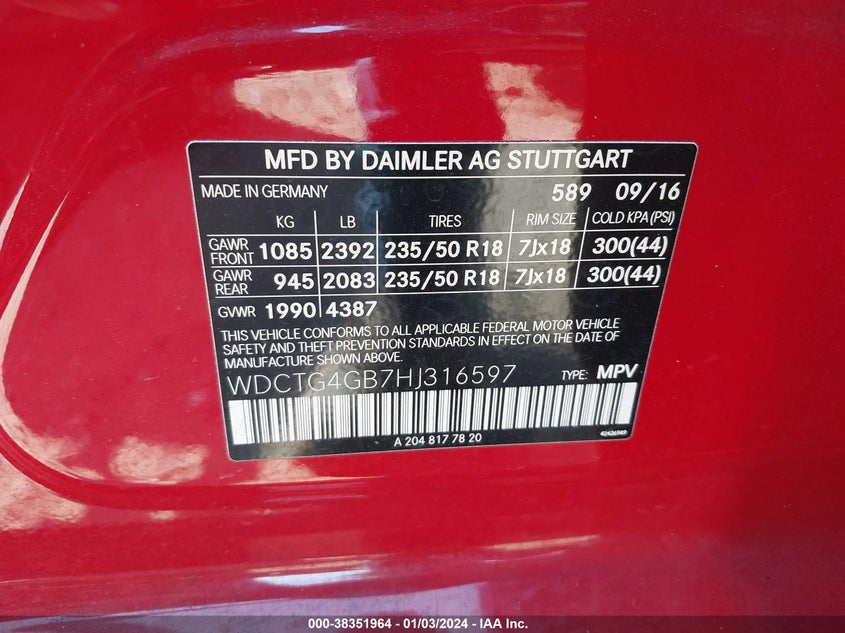 MFD BY DAIMLER AG STUTTGART
MADE IN GERMANY 589 09/16
KG LB TIRES RIM SIZE COLD KPA (PSI)
GAWR FRONT 1085 2392 235/50 R18 7Jx18 300(44)
GAWR REAR 945 2083 235/50 R18 7Jx18 300(44)
GVWR 1990 4387
THIS VEHICLE CONFORMS TO ALL APPLICABLE FEDERAL MOTOR VEHICLE
SAFETY AND THEFT PREVENTION STANDARDS IN EFFECT ON THE DATE OF
MANUFACTURE.
WDCTG4GB7HJ316597 TYPE: MPV
A 204 817 78 20
000-38351964 - 01/03/2024 - IAA Inc.